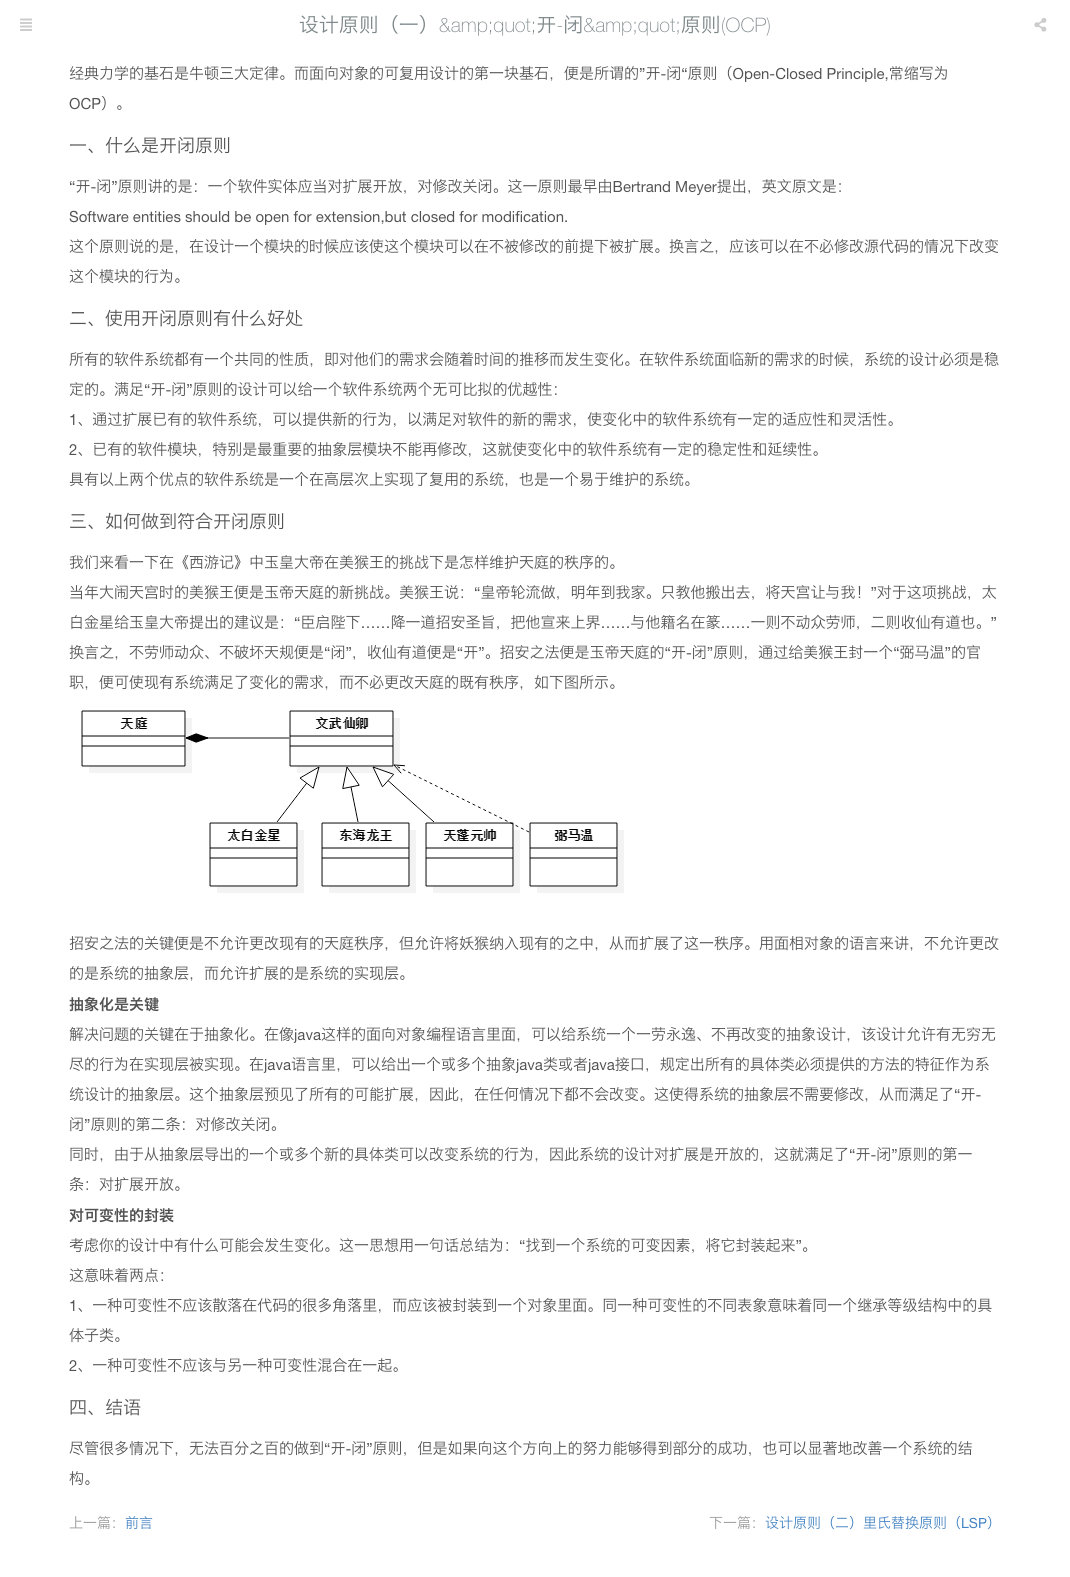 设计原则（一）&amp;quot;开-闭&amp;quot;原则(OCP)
经典力学的基石是牛顿三大定律。而面向对象的可复用设计的第一块基石，便是所谓的”开-闭“原则（Open-Closed Principle,常缩写为
OCP）。
一、什么是开闭原则
“开-闭”原则讲的是：一个软件实体应当对扩展开放，对修改关闭。这一原则最早由Bertrand Meyer提出，英文原文是：
Software entities should be open for extension,but closed for modification.
这个原则说的是，在设计一个模块的时候应该使这个模块可以在不被修改的前提下被扩展。换言之，应该可以在不必修改源代码的情况下改变
这个模块的行为。
二、使用开闭原则有什么好处
所有的软件系统都有一个共同的性质，即对他们的需求会随着时间的推移而发生变化。在软件系统面临新的需求的时候，系统的设计必须是稳
定的。满足“开-闭”原则的设计可以给一个软件系统两个无可比拟的优越性：
1、通过扩展已有的软件系统，可以提供新的行为，以满足对软件的新的需求，使变化中的软件系统有一定的适应性和灵活性。
2、已有的软件模块，特别是最重要的抽象层模块不能再修改，这就使变化中的软件系统有一定的稳定性和延续性。
具有以上两个优点的软件系统是一个在高层次上实现了复用的系统，也是一个易于维护的系统。
三、如何做到符合开闭原则
我们来看一下在《西游记》中玉皇大帝在美猴王的挑战下是怎样维护天庭的秩序的。
当年大闹天宫时的美猴王便是玉帝天庭的新挑战。美猴王说：“皇帝轮流做，明年到我家。只教他搬出去，将天宫让与我！”对于这项挑战，太
白金星给玉皇大帝提出的建议是：“臣启陛下……降一道招安圣旨，把他宣来上界……与他籍名在箓……一则不动众劳师，二则收仙有道也。”
换言之，不劳师动众、不破坏天规便是“闭”，收仙有道便是“开”。招安之法便是玉帝天庭的“开-闭”原则，通过给美猴王封一个“弼马温”的官
职，便可使现有系统满足了变化的需求，而不必更改天庭的既有秩序，如下图所示。
天庭
文武仙卿
太白金星
东海龙王
天蓬元帅
弼马温
招安之法的关键便是不允许更改现有的天庭秩序，但允许将妖猴纳入现有的之中，从而扩展了这一秩序。用面相对象的语言来讲，不允许更改
的是系统的抽象层，而允许扩展的是系统的实现层。
抽象化是关键
解决问题的关键在于抽象化。在像java这样的面向对象编程语言里面，可以给系统一个一劳永逸、不再改变的抽象设计，该设计允许有无穷无
尽的行为在实现层被实现。在java语言里，可以给出一个或多个抽象java类或者java接口，规定出所有的具体类必须提供的方法的特征作为系
统设计的抽象层。这个抽象层预见了所有的可能扩展，因此，在任何情况下都不会改变。这使得系统的抽象层不需要修改，从而满足了“开-
闭”原则的第二条：对修改关闭。
同时，由于从抽象层导出的一个或多个新的具体类可以改变系统的行为，因此系统的设计对扩展是开放的，这就满足了“开-闭”原则的第一
条：对扩展开放。
对可变性的封装
考虑你的设计中有什么可能会发生变化。这一思想用一句话总结为：“找到一个系统的可变因素，将它封装起来”。
这意味着两点：
1、一种可变性不应该散落在代码的很多角落里，而应该被封装到一个对象里面。同一种可变性的不同表象意味着同一个继承等级结构中的具
体子类。
2、一种可变性不应该与另一种可变性混合在一起。
四、结语
尽管很多情况下，无法百分之百的做到“开-闭”原则，但是如果向这个方向上的努力能够得到部分的成功，也可以显著地改善一个系统的结
构。
上一篇：前言
下一篇：设计原则（二）里氏替换原则（LSP）